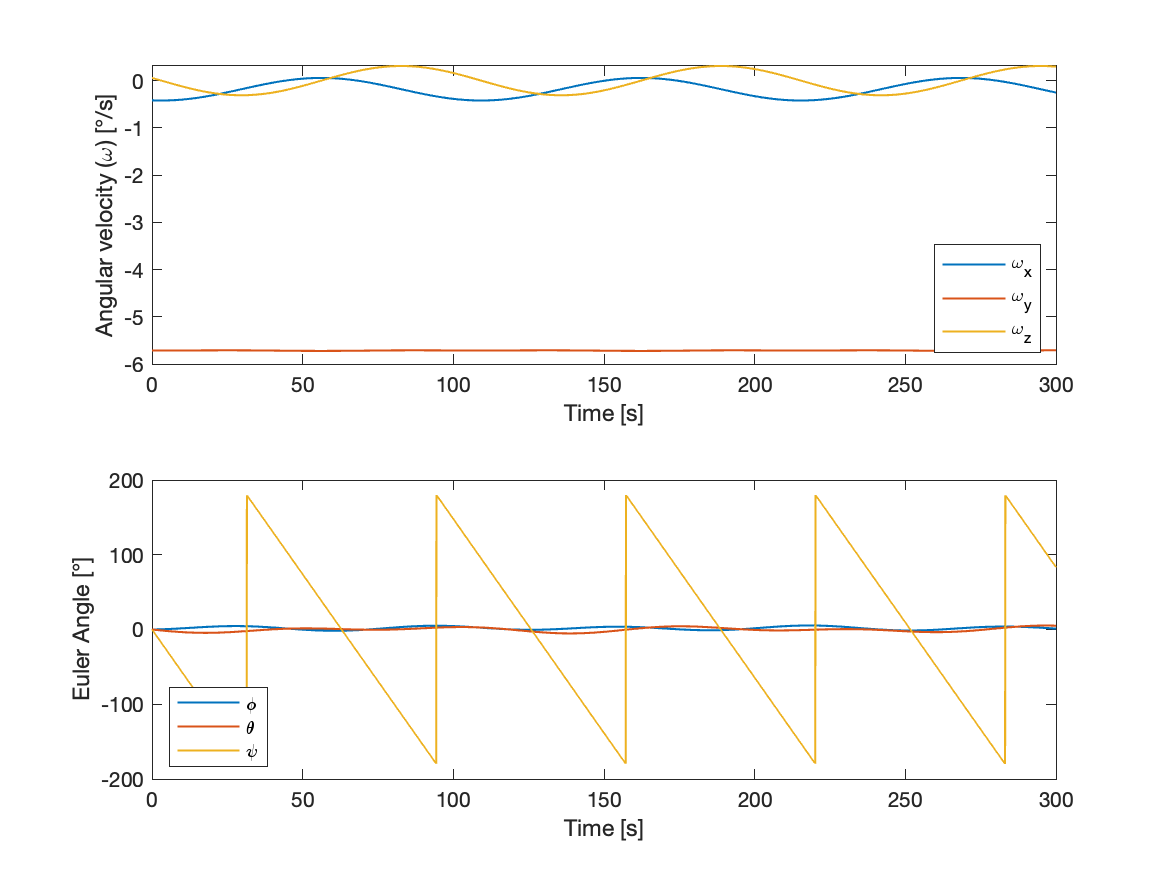 0
-1
-2
-3
-4
-5
-6
Angular velocity (ω) [°/s]
ωx
ωy
ωz
0 50 100 150 200 250 300
Time [s]
200
100
0
-100
-200
Euler Angle [°]
ϕ
θ
ψ
0 50 100 150 200 250 300
Time [s]